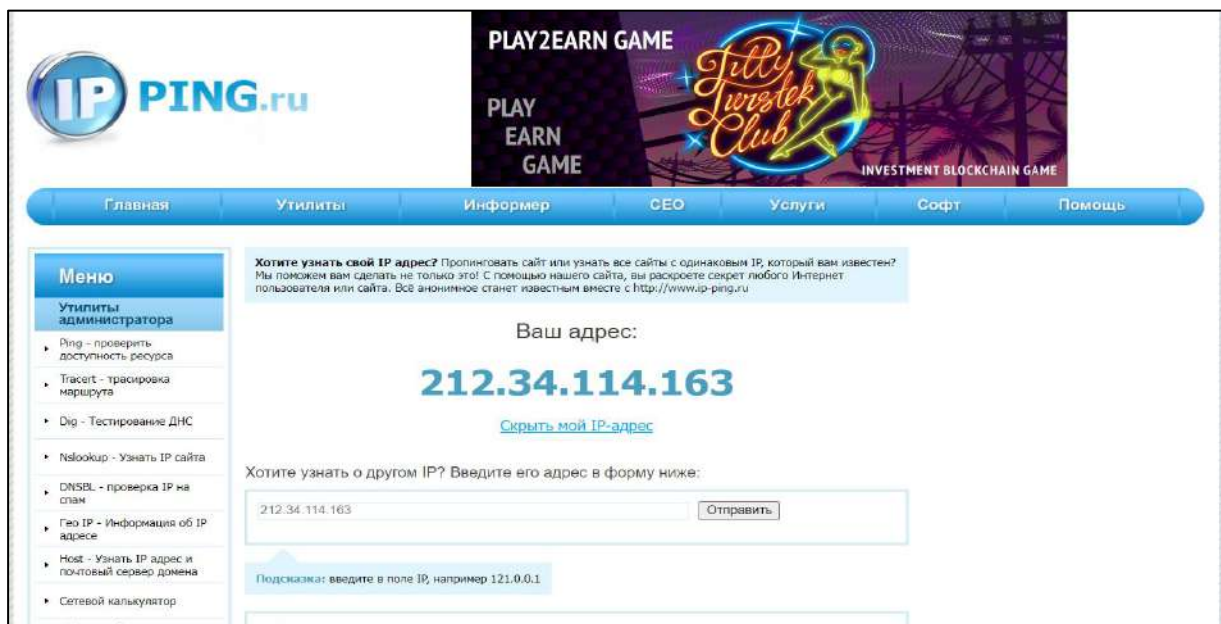 IP PING.ru
PLAY2EARN GAME
PLAY
EARN
GAME
Club
INVESTMENT BLOCKCHAIN GAME
Главная Утилиты Информер СЕО Услуги Софт Помощь
Меню
Утилиты
администратора
Ping - проверить
доступность ресурса
Tracert - трасировка
маршрута
Dig - Тестирование ДНС
Nslookup - Узнать IP сайта
DNSBL - проверка IP на
спам
Гео IP - Информация об IP
адресе
Host - Узнать IP адрес и
почтовый сервер домена
Сетевой калькулятор
Хотите узнать свой IP адрес? Пропинговать сайт или узнать все сайты с одинаковым IP, который вам известен?
Мы поможем вам сделать не только это! С помощью нашего сайта, вы раскроете секрет любого Интернет
пользователя или сайта. Всё анонимное станет известным вместе с http://www.ip-ping.ru
Ваш адрес:
212.34.114.163
Скрыть мой IP-адрес
Хотите узнать о другом IP? Введите его адрес в форму ниже:
212.34.114.163 Отправить
Подсказка: введите в поле IP, например 121.0.0.1